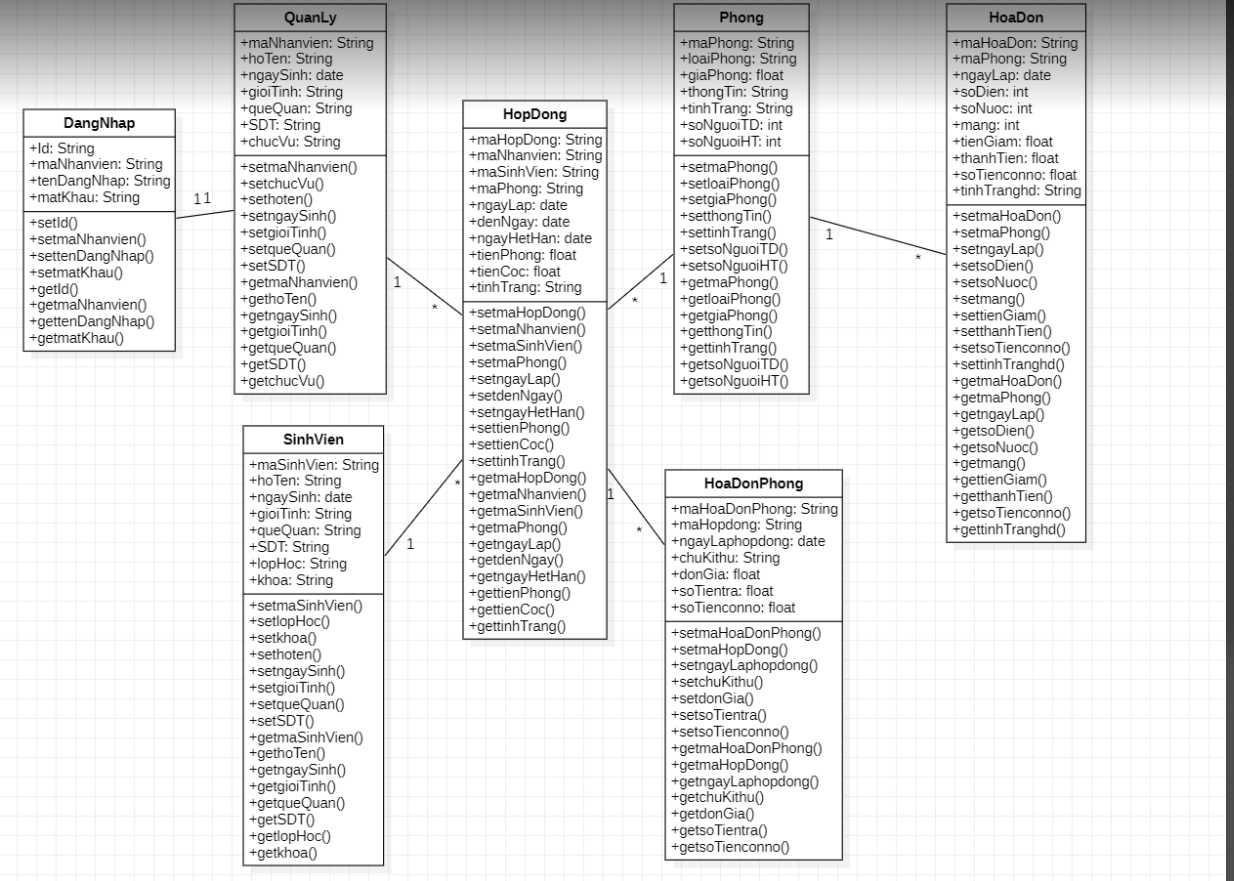 DangNhap
+Id: String
+maNhanvien: String
+tenDangNhap: String
+matKhau: String
+setId()
+setmaNhanvien()
+settenDangNhap()
+setmatKhau()
+getId()
+getmaNhanvien()
+gettenDangNhap()
+getmatKhau()
1
1
QuanLy
+maNhanvien: String
+hoTen: String
+ngaySinh: date
+gioiTinh: String
+queQuan: String
+SDT: String
+chucVu: String
+setmaNhanvien()
+setchucVu()
+sethoten()
+setngaySinh()
+setgioiTinh()
+setqueQuan()
+setSDT()
+getmaNhanvien()
+gethoTen()
+getngaySinh()
+getgioiTinh()
+getqueQuan()
+getSDT()
+getchucVu()
1
*
SinhVien
+maSinhVien: String
+hoTen: String
+ngaySinh: date
+gioiTinh: String
+queQuan: String
+SDT: String
+lopHoc: String
+khoa: String
+setmaSinhVien()
+setlopHoc()
+setkhoa()
+sethoten()
+setngaySinh()
+setgioiTinh()
+setqueQuan()
+setSDT()
+getmaSinhVien()
+gethoTen()
+getngaySinh()
+getgioiTinh()
+getqueQuan()
+getSDT()
+getlopHoc()
+getkhoa()
1
*
HopDong
+maHopDong: String
+maNhanvien: String
+maSinhVien: String
+maPhong: String
+ngayLap: date
+denNgay: date
+ngayHetHan: date
+tienPhong: float
+tienCoc: float
+tinhTrang: String
+setmaHopDong()
+setmaNhanvien()
+setmaSinhVien()
+setmaPhong()
+setngayLap()
+setdenNgay()
+setngayHetHan()
+settienPhong()
+settienCoc()
+settinhTrang()
+getmaHopDong()
+getmaNhanvien()
+getmaSinhVien()
+getmaPhong()
+getngayLap()
+getdenNgay()
+getngayHetHan()
+gettienPhong()
+gettienCoc()
+gettinhTrang()
1
*
1
*
Phong
+maPhong: String
+loaiPhong: String
+giaPhong: float
+thongTin: String
+tinhTrang: String
+soNguoiTD: int
+soNguoiHT: int
+setmaPhong()
+setloaiPhong()
+setgiaPhong()
+setthongTin()
+settinhTrang()
+setsoNguoiTD()
+setsoNguoiHT()
+getmaPhong()
+getloaiPhong()
+getgiaPhong()
+getthongTin()
+gettinhTrang()
+getsoNguoiTD()
+getsoNguoiHT()
1
*
HoaDonPhong
+maHoaDonPhong: String
+maHopdong: String
+ngayLaphopdong: date
+chuKithu: String
+donGia: float
+soTientra: float
+soTienconno: float
+setmaHoaDonPhong()
+setmaHopDong()
+setngayLaphopdong()
+setchuKithu()
+setdonGia()
+setsoTientra()
+setsoTienconno()
+getmaHoaDonPhong()
+getmaHopDong()
+getngayLaphopdong()
+getchuKithu()
+getdonGia()
+getsoTientra()
+getsoTienconno()
HoaDon
+maHoaDon: String
+maPhong: String
+ngayLap: date
+soDien: int
+soNuoc: int
+mang: int
+tienGiam: float
+thanhTien: float
+soTienconno: float
+tinhTranghd: String
+setmaHoaDon()
+setmaPhong()
+setngayLap()
+setsoDien()
+setsoNuoc()
+setmang()
+settienGiam()
+setthanhTien()
+setsoTienconno()
+settinhTranghd()
+getmaHoaDon()
+getmaPhong()
+getngayLap()
+getsoDien()
+getsoNuoc()
+getmang()
+gettienGiam()
+getthanhTien()
+getsoTienconno()
+gettinhTranghd()